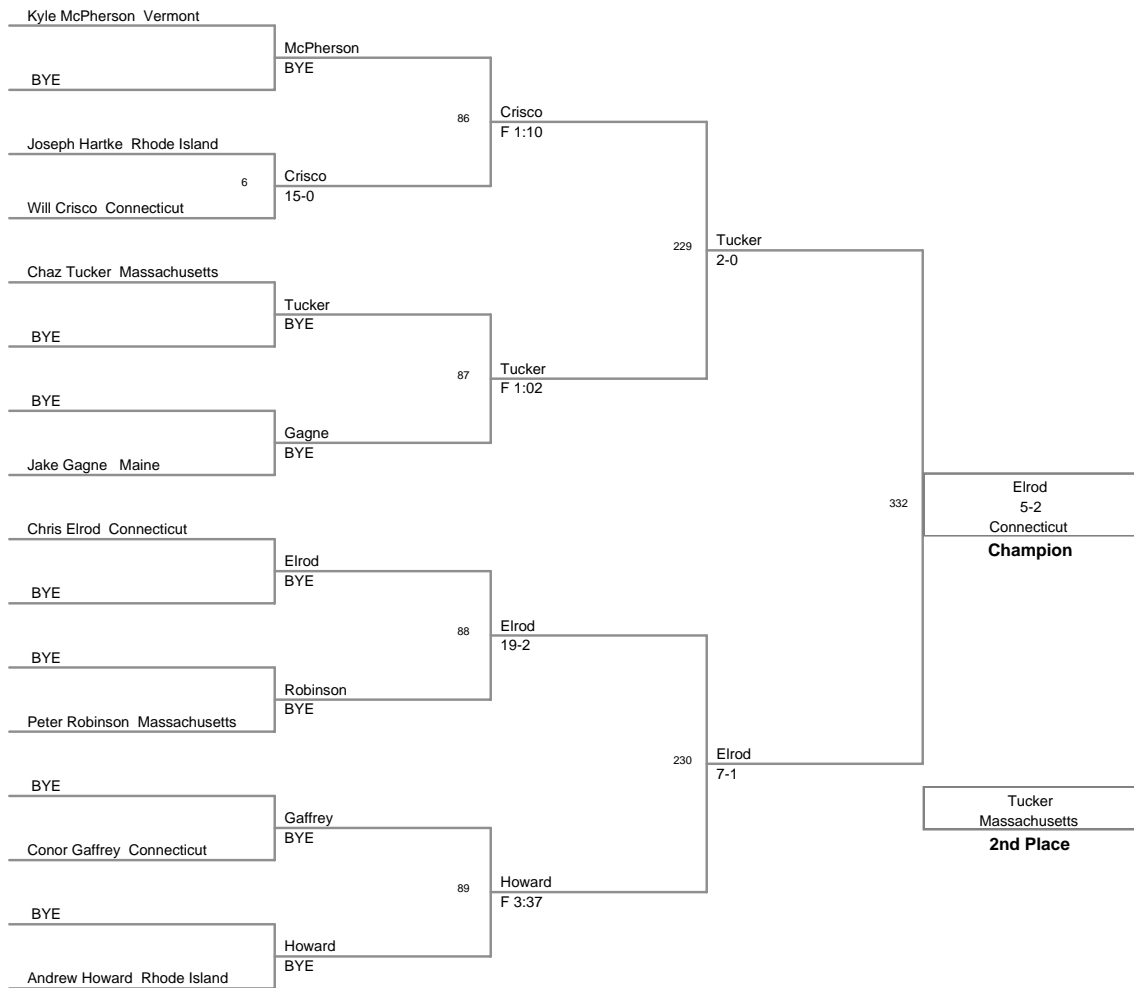 Kyle McPherson Vermont
BYE
Joseph Hartke Rhode Island
6
Will Crisco Connecticut
Chaz Tucker Massachusetts
BYE
BYE
Jake Gagne Maine
Chris Elrod Connecticut
BYE
BYE
Peter Robinson Massachusetts
BYE
Conor Gaffrey Connecticut
BYE
Andrew Howard Rhode Island
McPherson
BYE
86
Crisco
15-0
Tucker
BYE
87
Gagne
BYE
Elrod
BYE
88
Robinson
BYE
Gaffrey
BYE
89
Howard
BYE
Crisco
F 1:10
229
Tucker
F 1:02
Elrod
19-2
230
Howard
F 3:37
Tucker
2-0
332
Elrod
7-1
Elrod
5-2
Connecticut
Champion
Tucker
Massachusetts
2nd Place